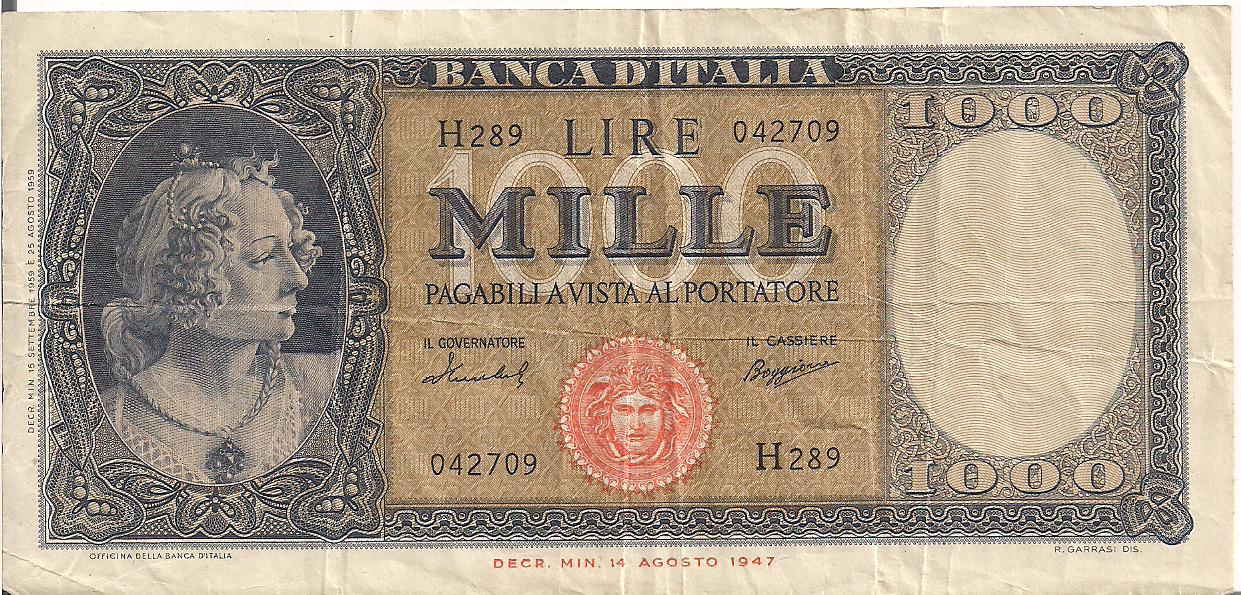 BANCA D'ITALIA
1000
H289 LIRE 042709
1000
MILLE
PAGABILI A VISTA AL PORTATORE
IL GOVERNATORE
IL CASSIERE
042709
H289
1000
DECR. MIN. 15 SETTEMBRE 1959 E 25 AGOSTO 1959
OFFICINA DELLA BANCA D'ITALIA
DECR. MIN. 14 AGOSTO 1947
R. GARRASI DIS.